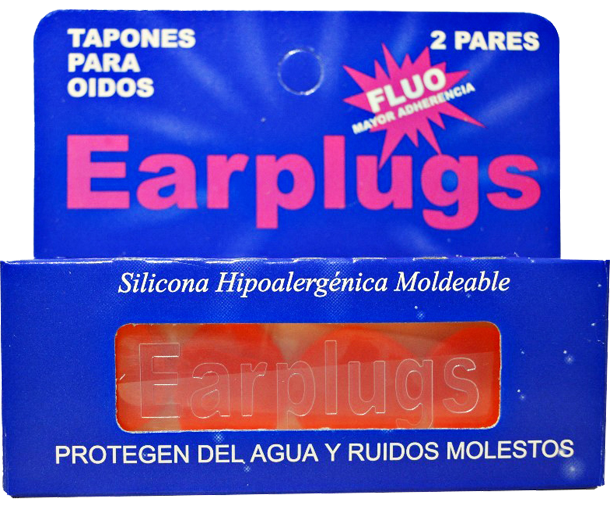 TAPONES
PARA
OIDOS
2 PARES
FLUO
MAYOR ADHERENCIA
Earplugs
Silicona Hipoalergénica Moldeable
Earplugs
PROTEGEN DEL AGUA Y RUIDOS MOLESTOS